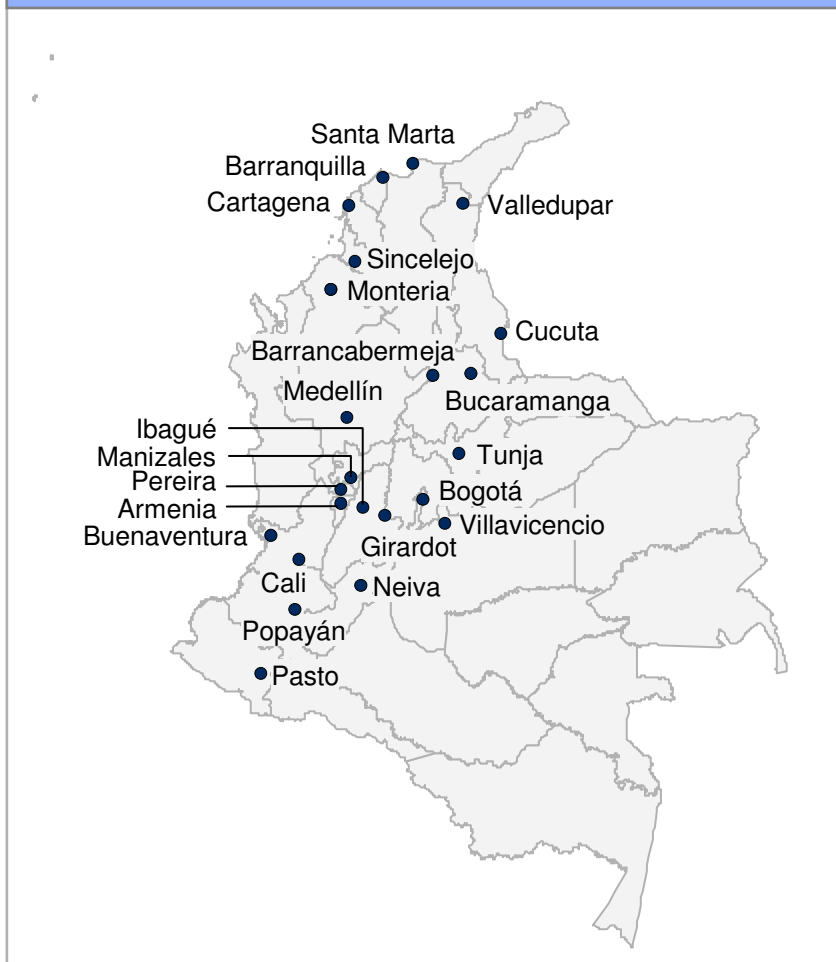 Santa Marta
Barranquilla
Cartagena
Valledupar
Sincelejo
Monteria
Cucuta
Barrancabermeja
Medellín
Bucaramanga
Ibagué
Manizales
Tunja
Pereira
Bogotá
Armenia
Villavicencio
Buenaventura
Girardot
Cali
Neiva
Popayán
Pasto